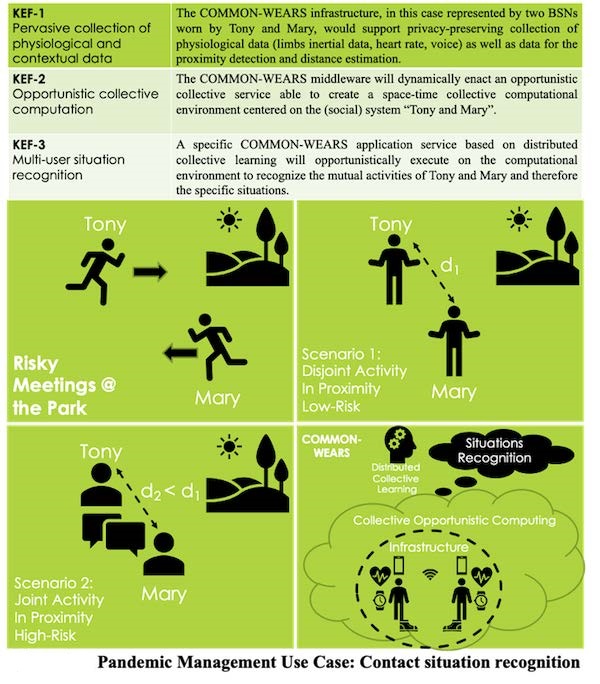 KEF-1
Pervasive collection of
physiological and
contextual data
The COMMON-WEARS infrastructure, in this case represented by two BSNs
worn by Tony and Mary, would support privacy-preserving collection of
physiological data (limbs inertial data, heart rate, voice) as well as data for the
proximity detection and distance estimation.
KEF-2
Opportunistic collective
computation
The COMMON-WEARS middleware will dynamically enact an opportunistic
collective service able to create a space-time collective computational
environment centered on the (social) system “Tony and Mary”.
KEF-3
Multi-user situation
recognition
A specific COMMON-WEARS application service based on distributed
collective learning will opportunistically execute on the computational
environment to recognize the mutual activities of Tony and Mary and therefore
the specific situations.
Tony
Mary
Risky
Meetings @
the Park
Tony
d1
Mary
Scenario 1:
Disjoint Activity
In Proximity
Low-Risk
Tony
d2 < d1
Mary
Scenario 2:
Joint Activity
In Proximity
High-Risk
COMMON-
WEARS
Distributed
Collective
Learning
Situations
Recognition
Collective Opportunistic Computing
Infrastructure
Pandemic Management Use Case: Contact situation recognition